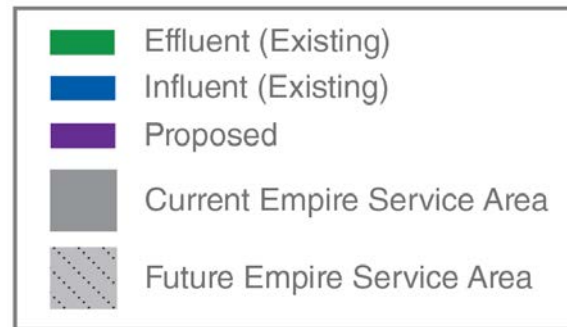 Effluent (Existing)
Influent (Existing)
Proposed
Current Empire Service Area
Future Empire Service Area